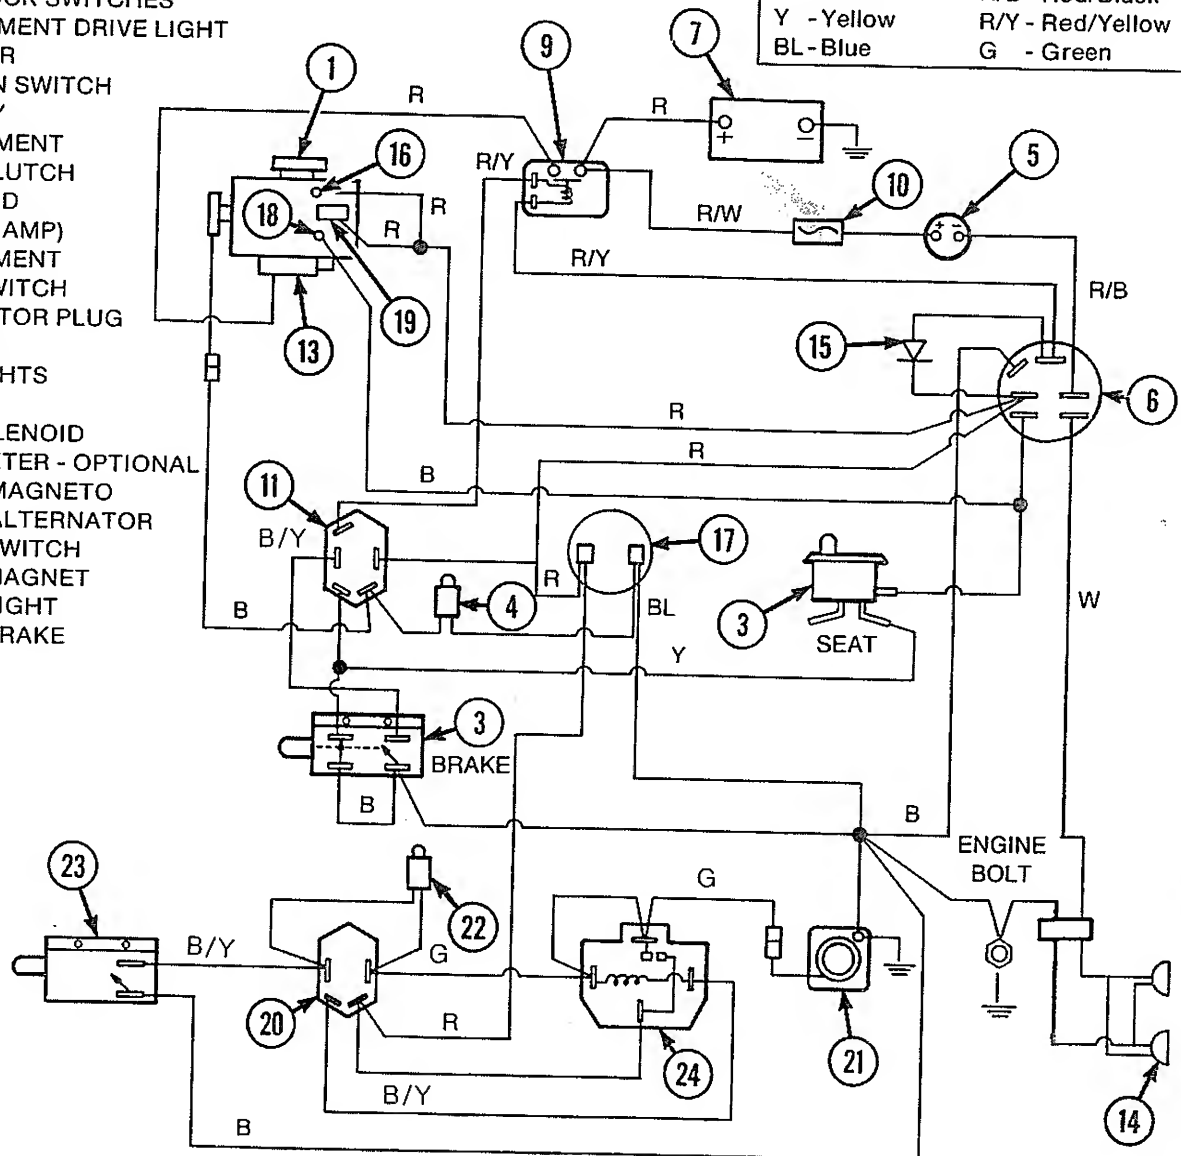 MENT DRIVE LIGHT
R
N SWITCH
MENT
LUTCH
D
AMP)
MENT
WITCH
TOR PLUG
HTS
LENOID
TER - OPTIONAL
MAGNETO
ALTERNATOR
WITCH
MAGNET
IGHT
RAKE
Y - Yellow
R/Y - Red/Yellow
BL - Blue
G - Green
1
9
7
R
R
16
R/Y
5
10
18
R
R
R/W
R/Y
R/B
19
13
15
6
R
R
B
11
B/Y
17
R
4
BL
3
SEAT
W
B
Y
3
BRAKE
B
B
ENGINE
BOLT
23
22
G
B/Y
G
20
R
24
21
B/Y
14
B